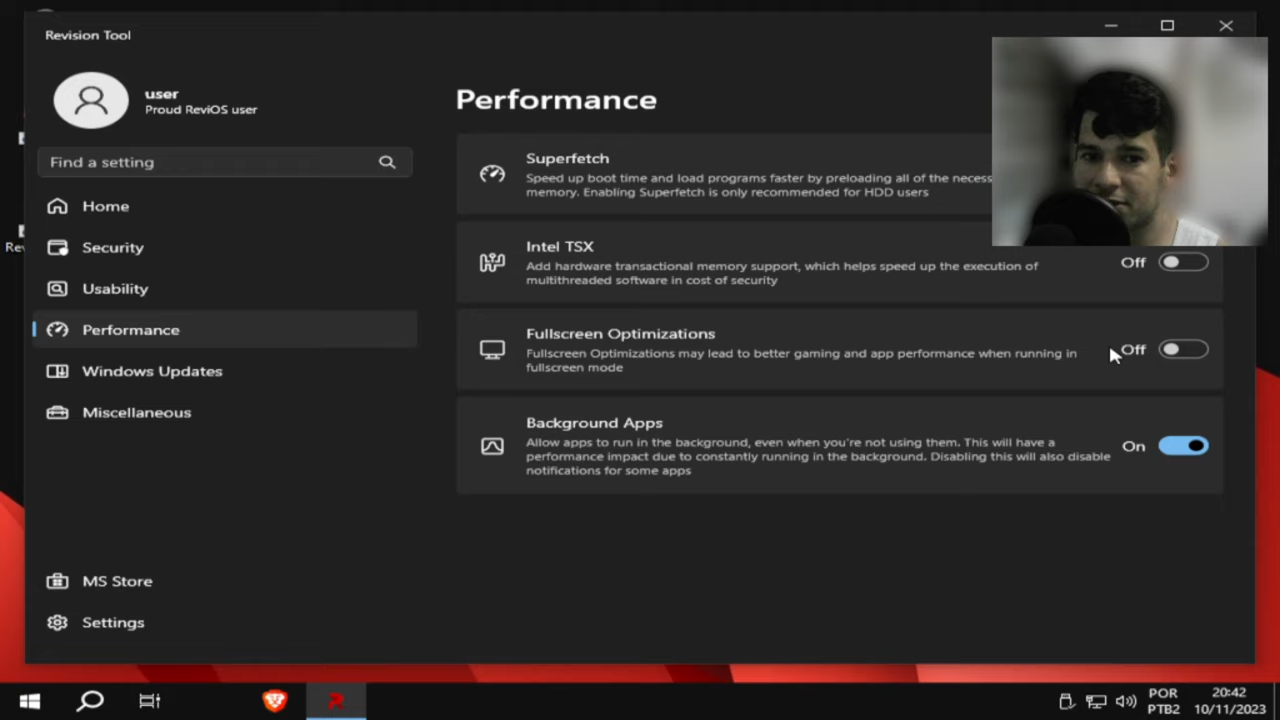 Revision Tool
user
Proud ReviOS user
Find a setting
Home
Security
Usability
Performance
Windows Updates
Miscellaneous
MS Store
Settings
Performance
Superfetch
Speed up boot time and load programs faster by preloading all of the
memory. Enabling Superfetch is only recommended for HDD users
Intel TSX
Add hardware transactional memory support, which helps speed up the execution of
multithreaded software in cost of security
Off
Fullscreen Optimizations
Fullscreen Optimizations may lead to better gaming and app performance when running in
fullscreen mode
Off
Background Apps
Allow apps to run in the background, even when you're not using them. This will have a
performance impact due to constantly running in the background. Disabling this will also disable
notifications for some apps
On
POR
PTB2
20:42
10/11/2023